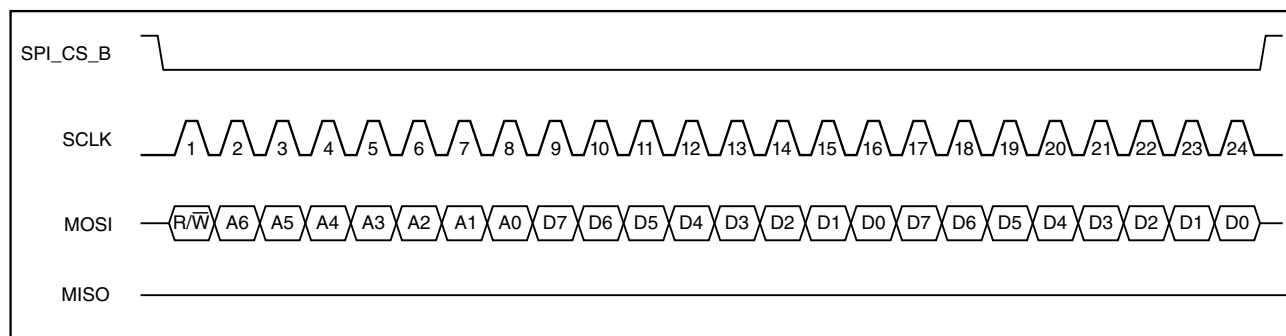 SPI_CS_B
SCLK 1 2 3 4 5 6 7 8 9 10 11 12 13 14 15 16 17 18 19 20 21 22 23 24
MOSI R/W̅ A6 A5 A4 A3 A2 A1 A0 D7 D6 D5 D4 D3 D2 D1 D0 D7 D6 D5 D4 D3 D2 D1 D0
MISO